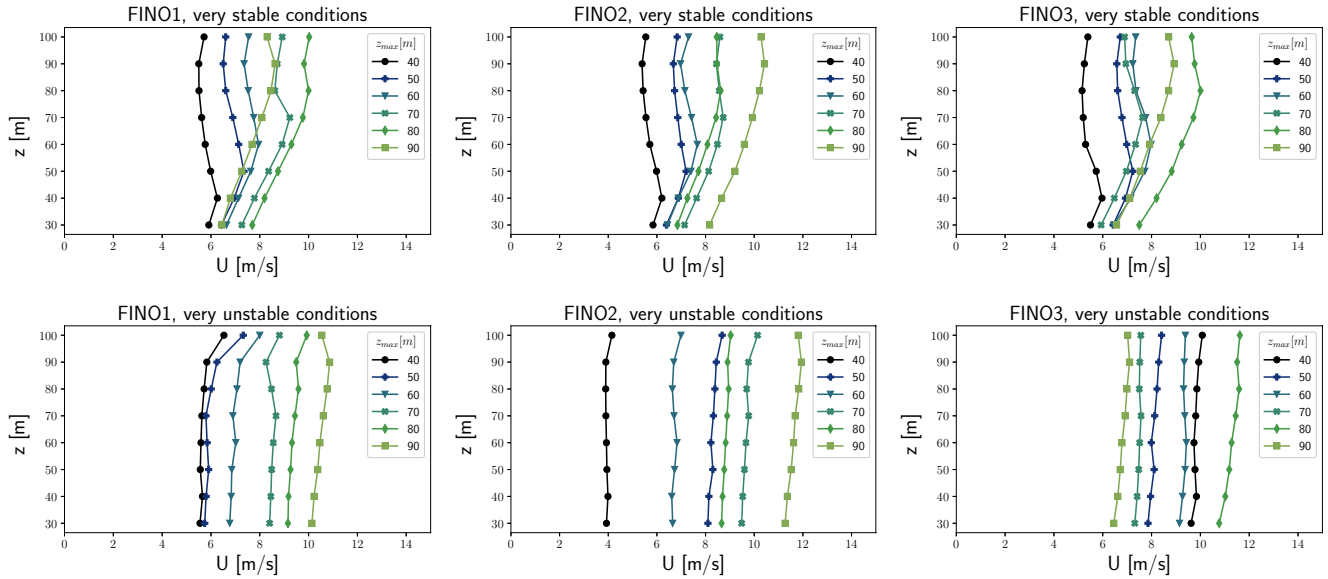 FINO1, very stable conditions
z [m]
100
90
80
70
60
50
40
30
0 2 4 6 8 10 12 14
U [m/s]
z_max[m]
40
50
60
70
80
90
FINO2, very stable conditions
z [m]
100
90
80
70
60
50
40
30
0 2 4 6 8 10 12 14
U [m/s]
z_max[m]
40
50
60
70
80
90
FINO3, very stable conditions
z [m]
100
90
80
70
60
50
40
30
0 2 4 6 8 10 12 14
U [m/s]
z_max[m]
40
50
60
70
80
90
FINO1, very unstable conditions
z [m]
100
90
80
70
60
50
40
30
0 2 4 6 8 10 12 14
U [m/s]
z_max[m]
40
50
60
70
80
90
FINO2, very unstable conditions
z [m]
100
90
80
70
60
50
40
30
0 2 4 6 8 10 12 14
U [m/s]
z_max[m]
40
50
60
70
80
90
FINO3, very unstable conditions
z [m]
100
90
80
70
60
50
40
30
0 2 4 6 8 10 12 14
U [m/s]
z_max[m]
40
50
60
70
80
90